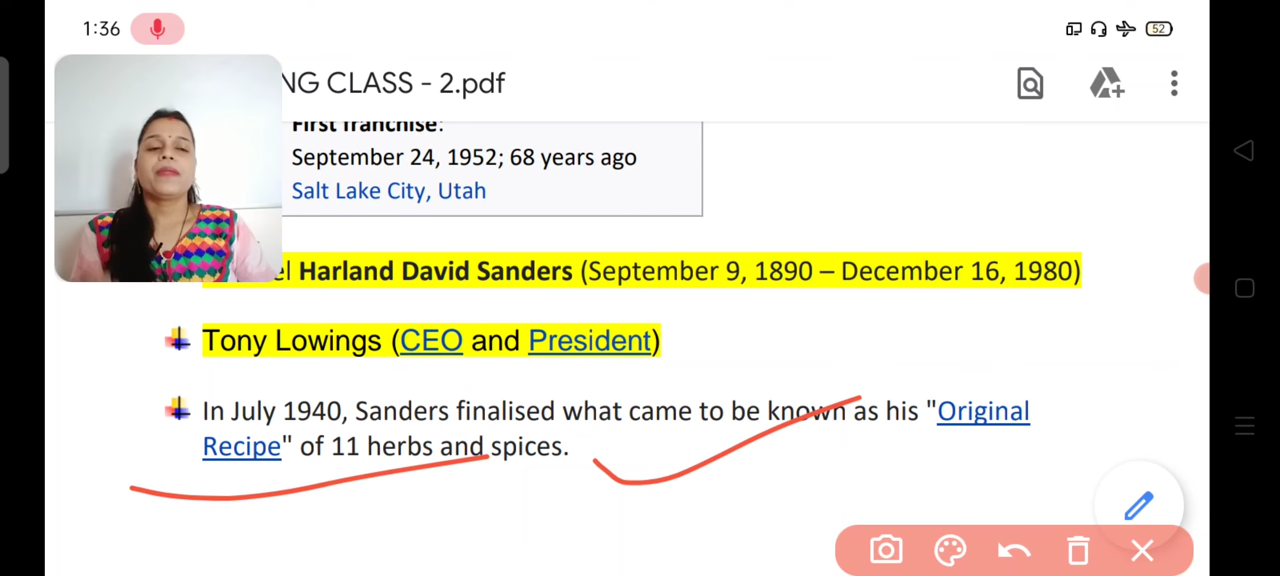 1:36
52
NG CLASS - 2.pdf
First franchise:
September 24, 1952; 68 years ago
Salt Lake City, Utah
el Harland David Sanders (September 9, 1890 – December 16, 1980)
Tony Lowings (CEO and President)
In July 1940, Sanders finalised what came to be known as his "Original
Recipe" of 11 herbs and spices.